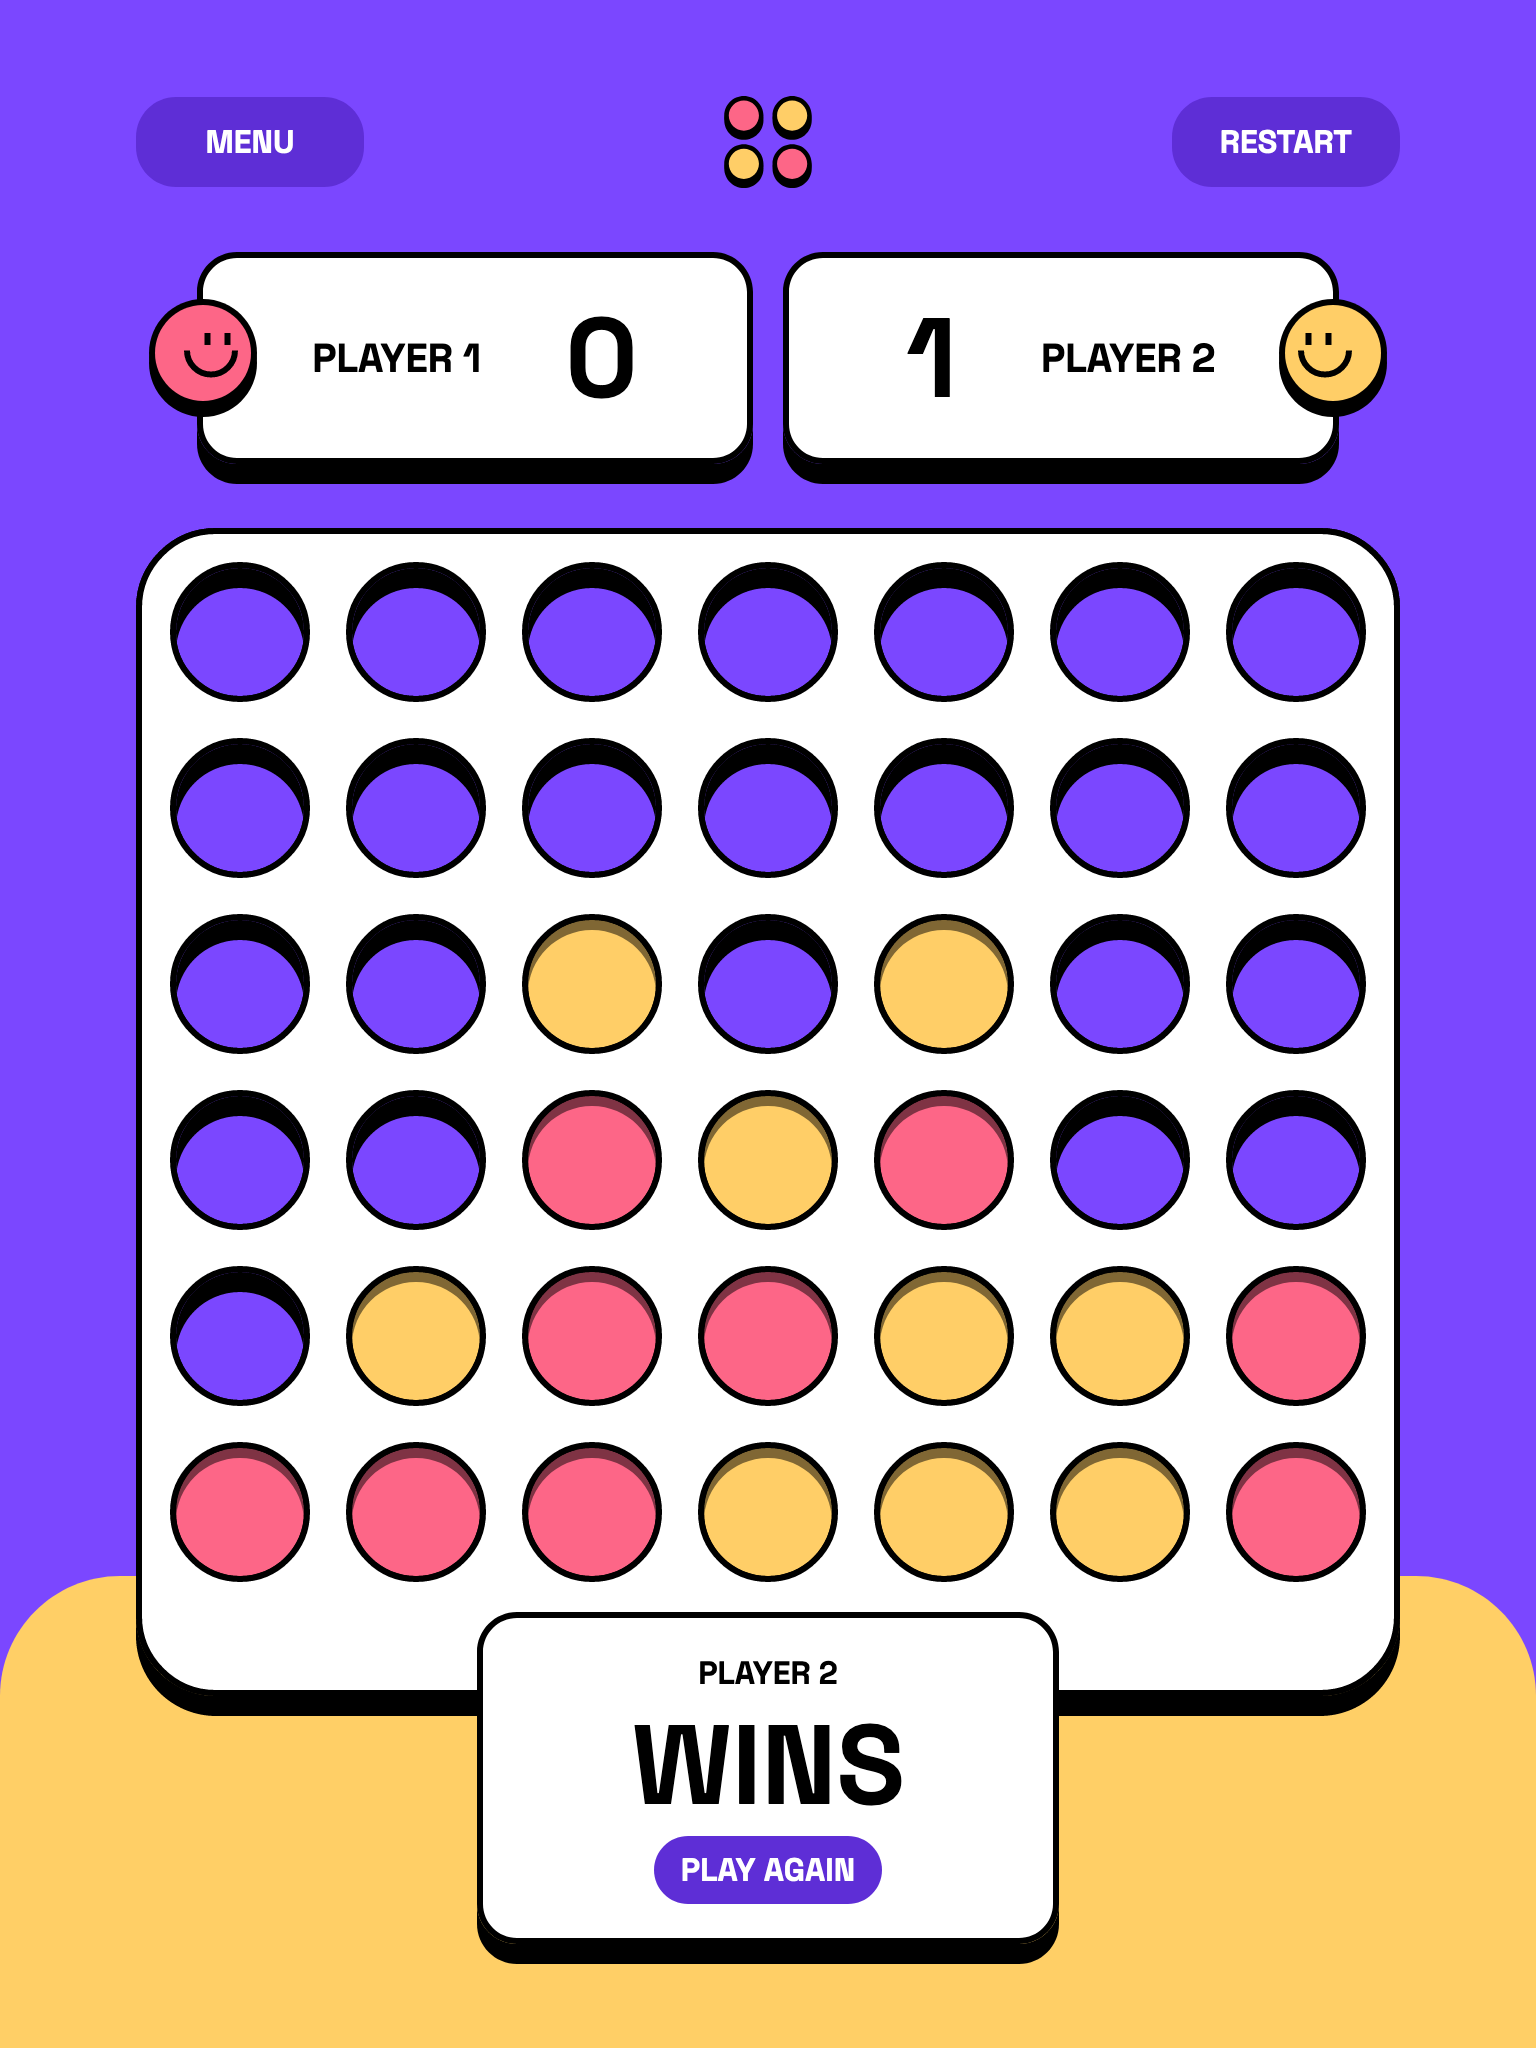 MENU
RESTART
PLAYER 1
0
1
PLAYER 2
PLAYER 2
WINS
PLAY AGAIN